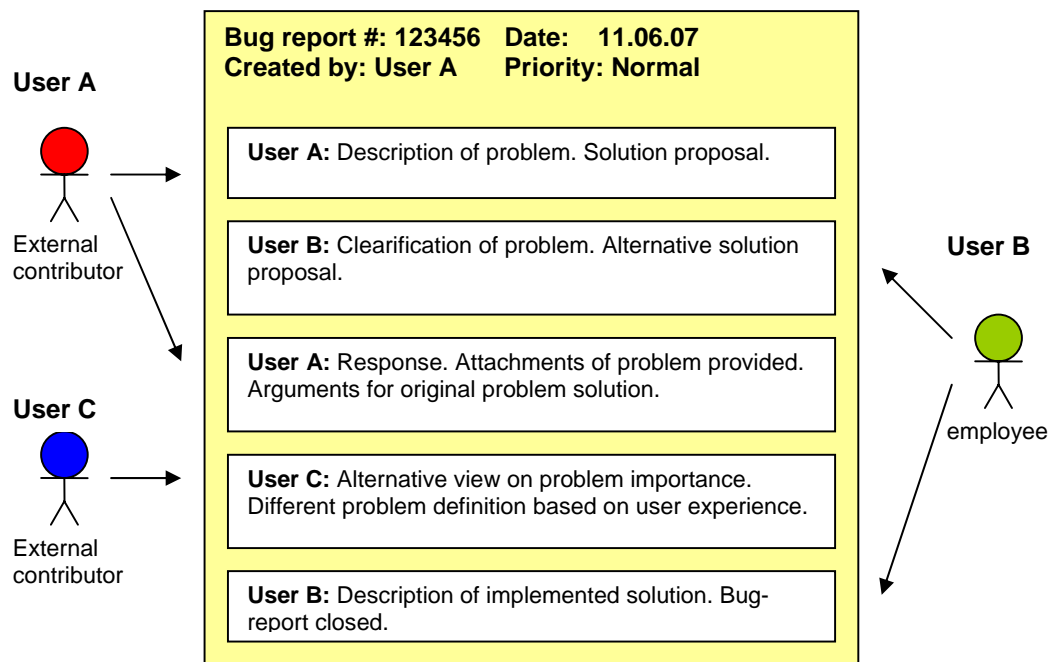 Bug report #: 123456 Date: 11.06.07
Created by: User A Priority: Normal
User A
External
contributor
User A: Description of problem. Solution proposal.
User B: Clearification of problem. Alternative solution
proposal.
User B
employee
User A: Response. Attachments of problem provided.
Arguments for original problem solution.
User C
External
contributor
User C: Alternative view on problem importance.
Different problem definition based on user experience.
User B: Description of implemented solution. Bug-
report closed.